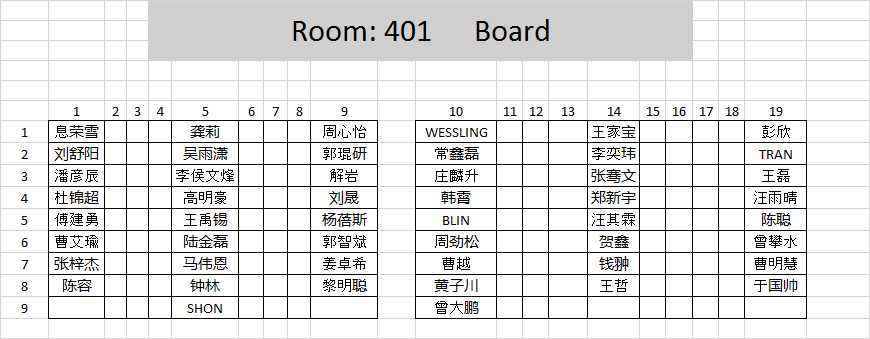 Room: 401 Board
1 2 3 4 5 6 7 8 9 10 11 12 13 14 15 16 17 18 19
1 息荣雪 龚莉 周心怡 WESSLING 王家宝 彭欣
2 刘舒阳 吴雨潇 郭琨研 常鑫磊 李奕玮 TRAN
3 潘彦辰 李侯文烽 解岩 庄麟升 张骞文 王磊
4 杜锦超 高明豪 刘晟 韩霄 郑新宇 汪雨晴
5 傅建勇 王禹锡 杨蓓斯 BLIN 汪其霖 陈聪
6 曹艾瑜 陆金磊 郭智斌 周劲松 贺鑫 曾攀水
7 张梓杰 马伟恩 姜卓希 曹越 钱翀 曹明慧
8 陈容 钟林 黎明聪 黄子川 王哲 于国帅
9 SHON 曾大鹏